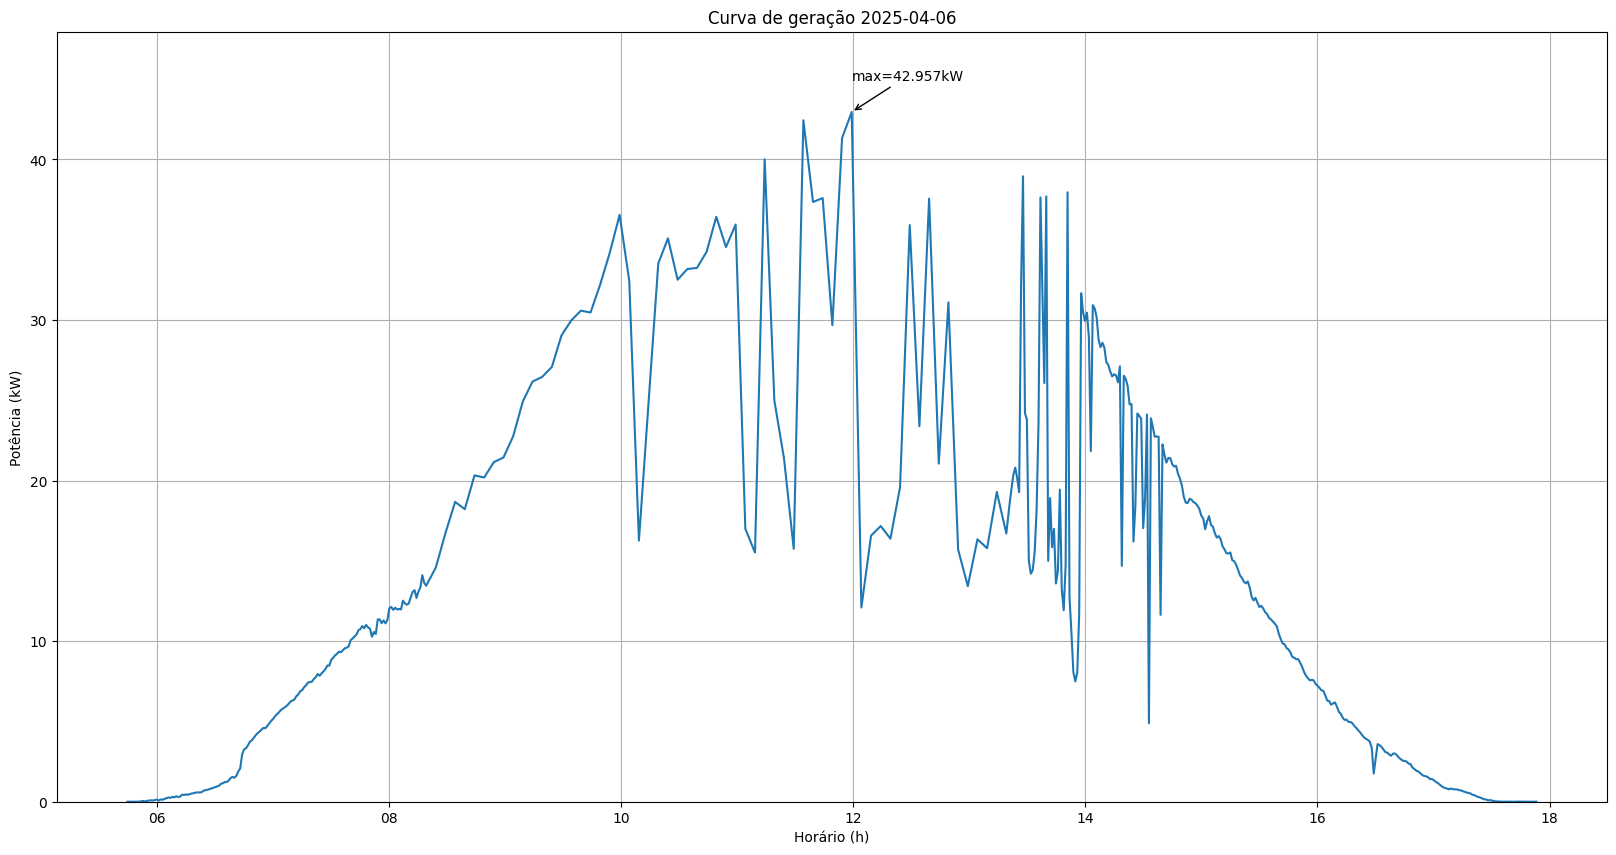 Curva de geração 2025-04-06
max=42.957kW
40
30
20
10
0
Potência (kW)
06 08 10 12 14 16 18
Horário (h)